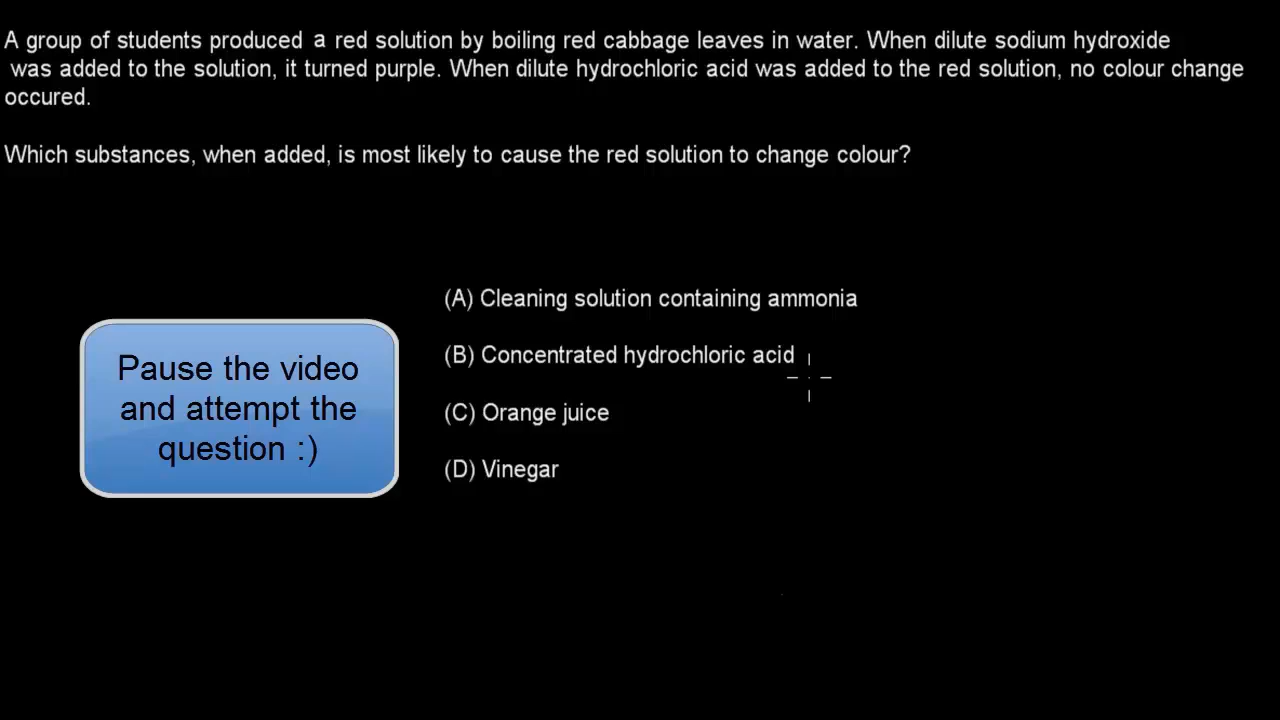 A group of students produced a red solution by boiling red cabbage leaves in water. When dilute sodium hydroxide
was added to the solution, it turned purple. When dilute hydrochloric acid was added to the red solution, no colour change
occured.
Which substances, when added, is most likely to cause the red solution to change colour?
(A) Cleaning solution containing ammonia
(B) Concentrated hydrochloric acid
(C) Orange juice
(D) Vinegar
Pause the video
and attempt the
question :)